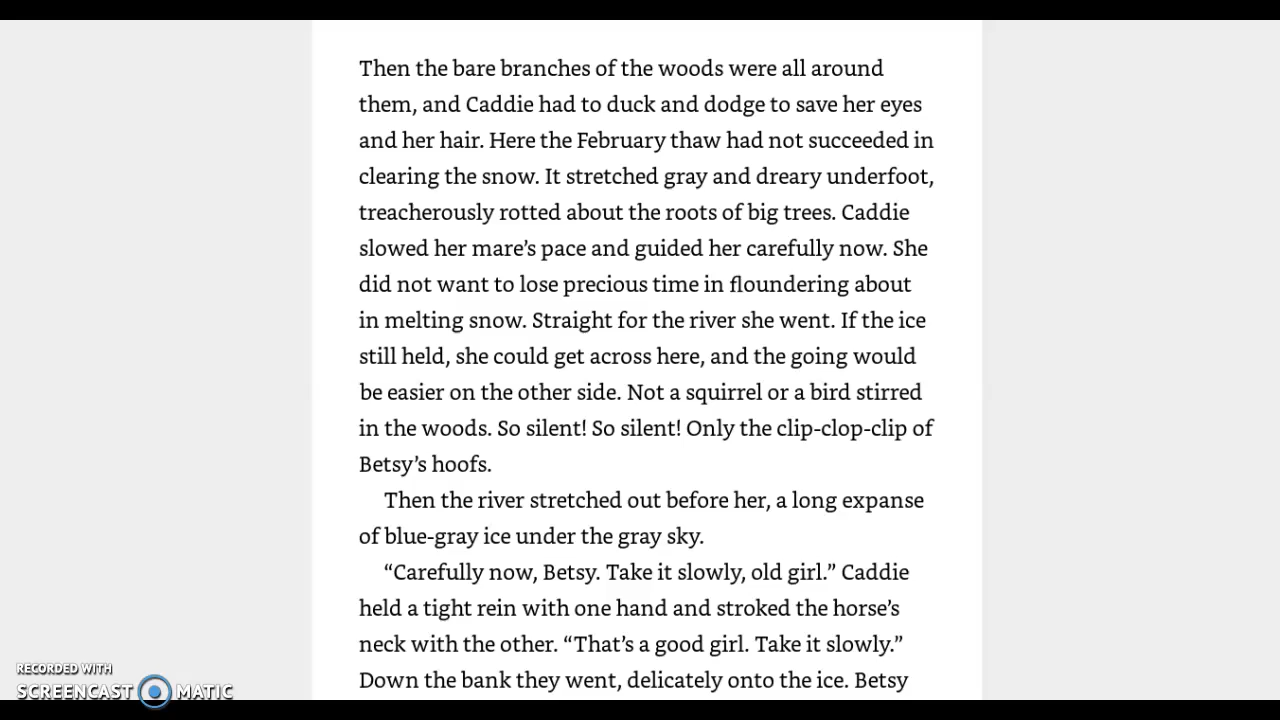 Then the bare branches of the woods were all around
them, and Caddie had to duck and dodge to save her eyes
and her hair. Here the February thaw had not succeeded in
clearing the snow. It stretched gray and dreary underfoot,
treacherously rotted about the roots of big trees. Caddie
slowed her mare’s pace and guided her carefully now. She
did not want to lose precious time in floundering about
in melting snow. Straight for the river she went. If the ice
still held, she could get across here, and the going would
be easier on the other side. Not a squirrel or a bird stirred
in the woods. So silent! So silent! Only the clip-clop-clip of
Betsy’s hoofs.
Then the river stretched out before her, a long expanse
of blue-gray ice under the gray sky.
“Carefully now, Betsy. Take it slowly, old girl.” Caddie
held a tight rein with one hand and stroked the horse’s
neck with the other. “That’s a good girl. Take it slowly.”
Down the bank they went, delicately onto the ice. Betsy
RECORDED WITH
SCREENCAST MATIC